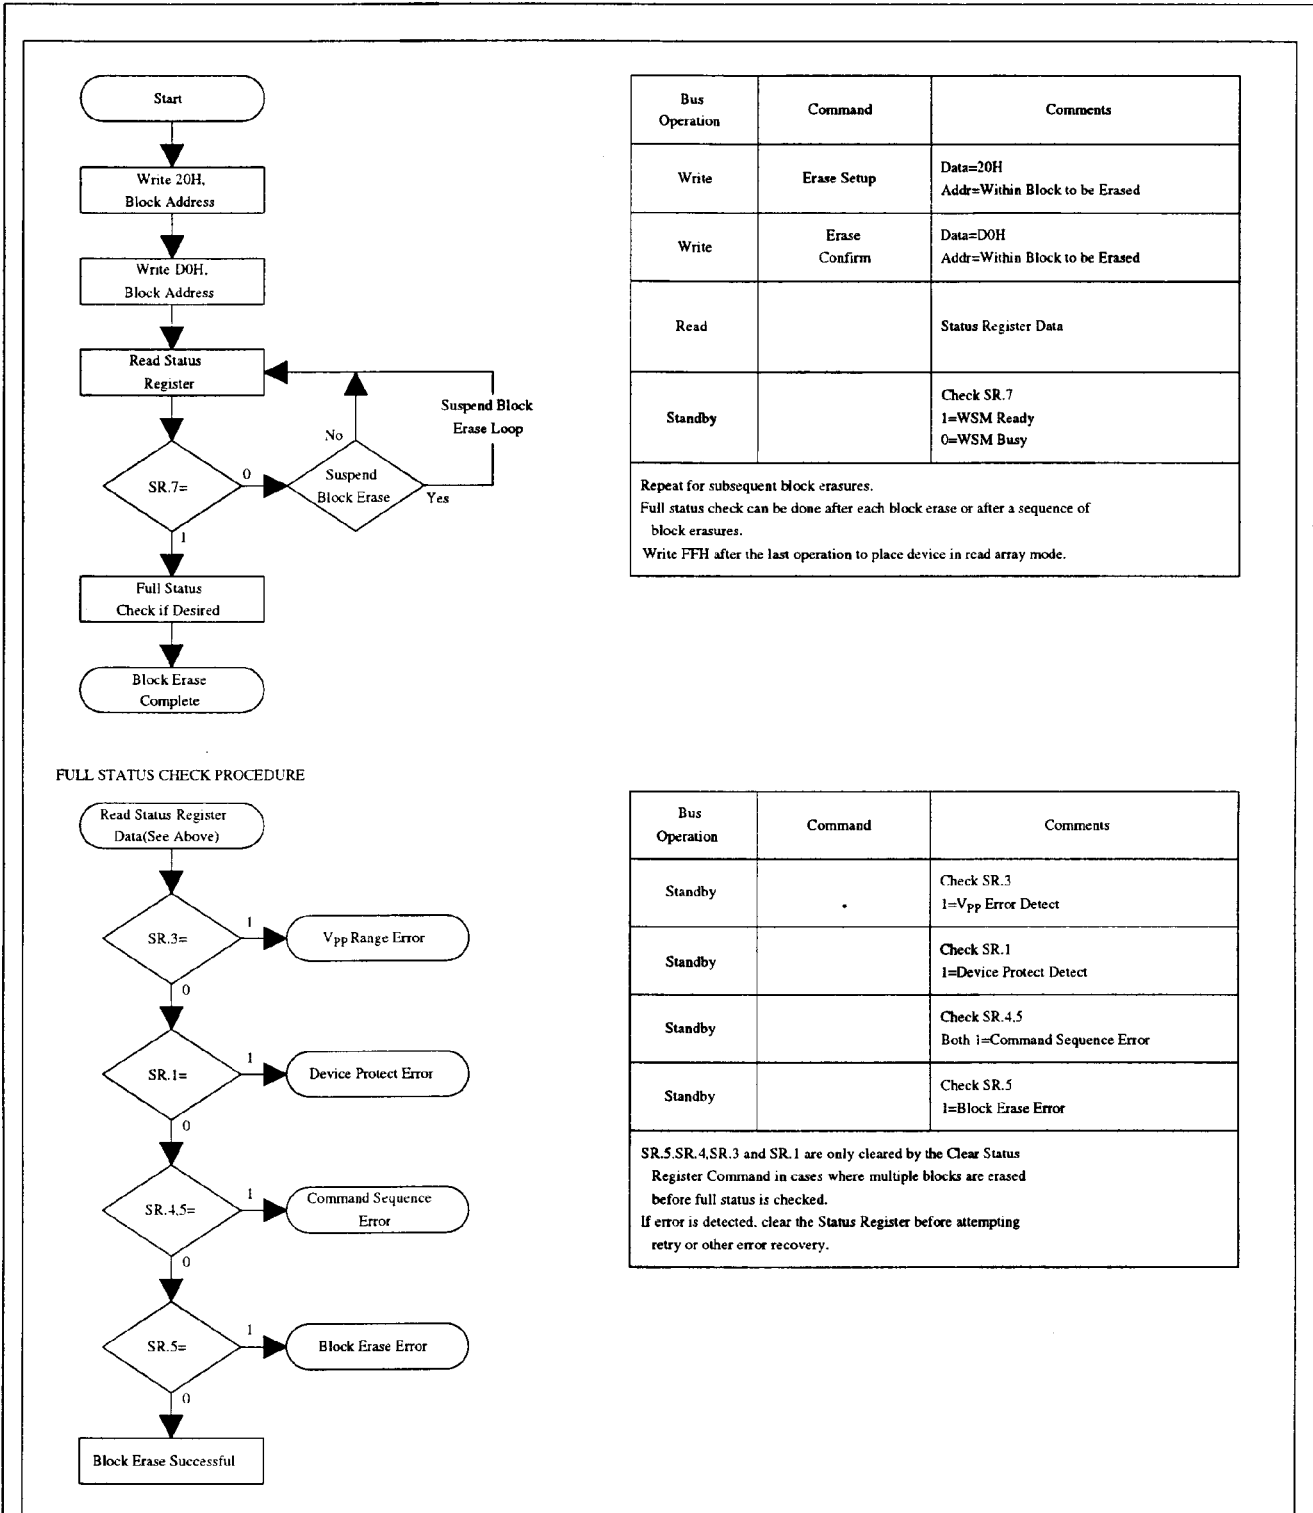 Start
Write 20H,
Block Address
Write D0H,
Block Address
Read Status
Register
Suspend Block
Erase Loop
No
SR.7=
0
Suspend
Block Erase
Yes
1
Full Status
Check if Desired
Block Erase
Complete
Bus
Operation
Command
Comments
Write
Erase Setup
Data=20H
Addr=Within Block to be Erased
Write
Erase
Confirm
Data=D0H
Addr=Within Block to be Erased
Read
Status Register Data
Standby
Check SR.7
1=WSM Ready
0=WSM Busy
Repeat for subsequent block erasures.
Full status check can be done after each block erase or after a sequence of
block erasures.
Write FFH after the last operation to place device in read array mode.
FULL STATUS CHECK PROCEDURE
Read Status Register
Data(See Above)
SR.3=
1
VPP Range Error
0
SR.1=
1
Device Protect Error
0
SR.4,5=
1
Command Sequence
Error
0
SR.5=
1
Block Erase Error
0
Block Erase Successful
Bus
Operation
Command
Comments
Standby
Check SR.3
1=VPP Error Detect
Standby
Check SR.1
1=Device Protect Detect
Standby
Check SR.4,5
Both 1=Command Sequence Error
Standby
Check SR.5
1=Block Erase Error
SR.5,SR.4,SR.3 and SR.1 are only cleared by the Clear Status
Register Command in cases where multiple blocks are erased
before full status is checked.
If error is detected, clear the Status Register before attempting
retry or other error recovery.